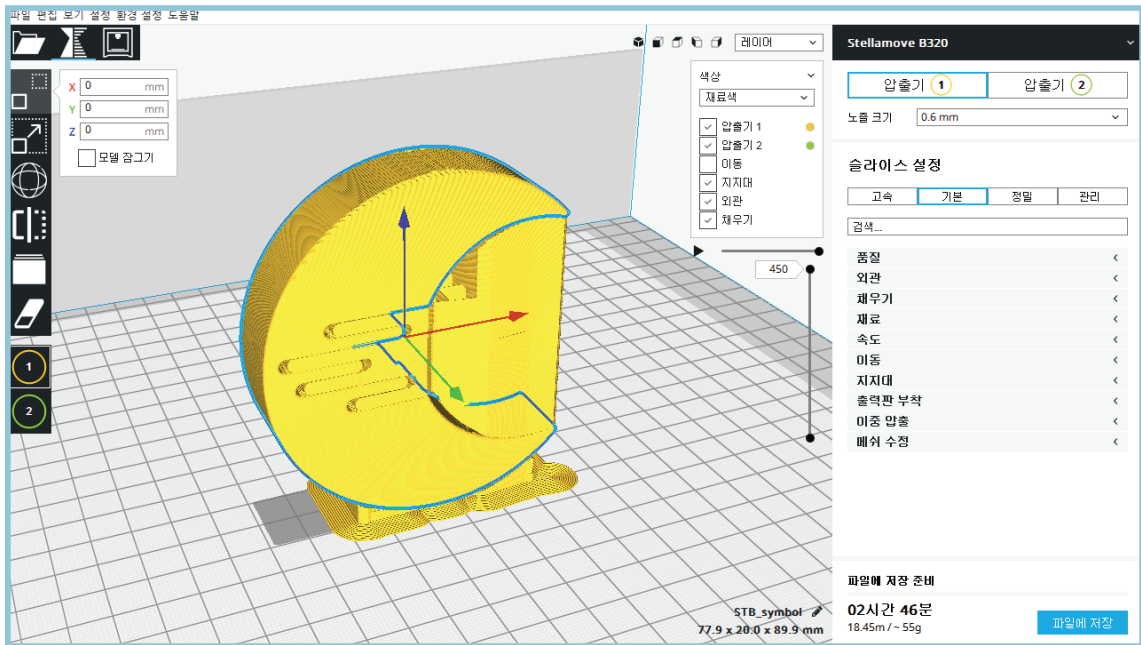 파일 편집 보기 설정 환경 설정 도움말
X 0 mm
Y 0 mm
Z 0 mm
모델 잠그기
1
2
레이어
색상
재료색
압출기 1
압출기 2
이동
지지대
외관
채우기
450
STB_symbol
77.9 x 20.0 x 89.9 mm
Stellamove B320
압출기 1 압출기 2
노즐 크기 0.6 mm
슬라이스 설정
고속 기본 정밀 관리
검색...
품질
외관
채우기
재료
속도
이동
지지대
출력판 부착
이중 압출
메쉬 수정
파일에 저장 준비
02시간 46분
18.45m / ~ 55g
파일에 저장